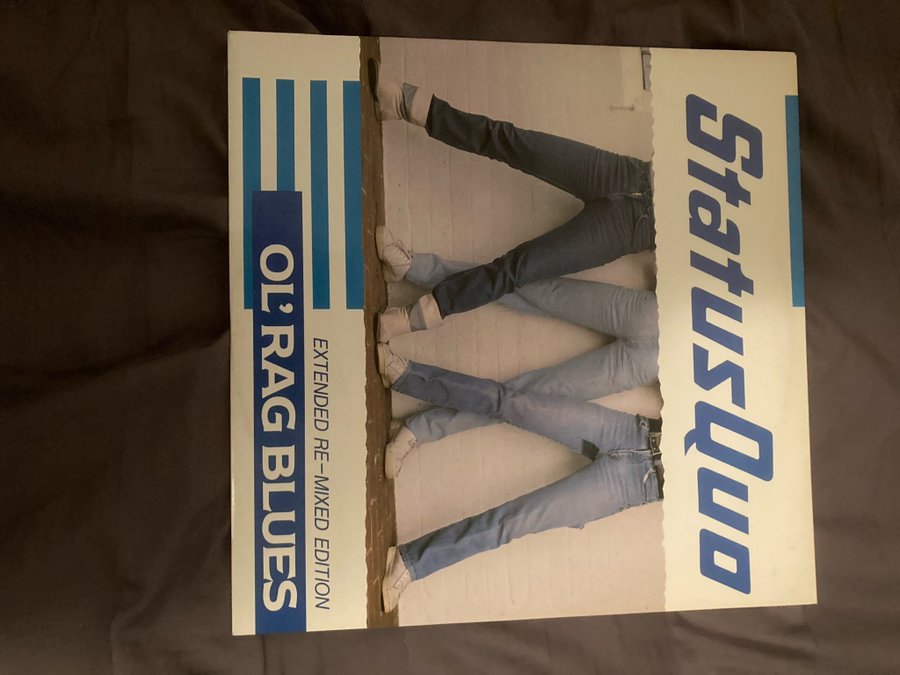 Status Quo
EXTENDED RE-MIXED EDITION
OL' RAG BLUES